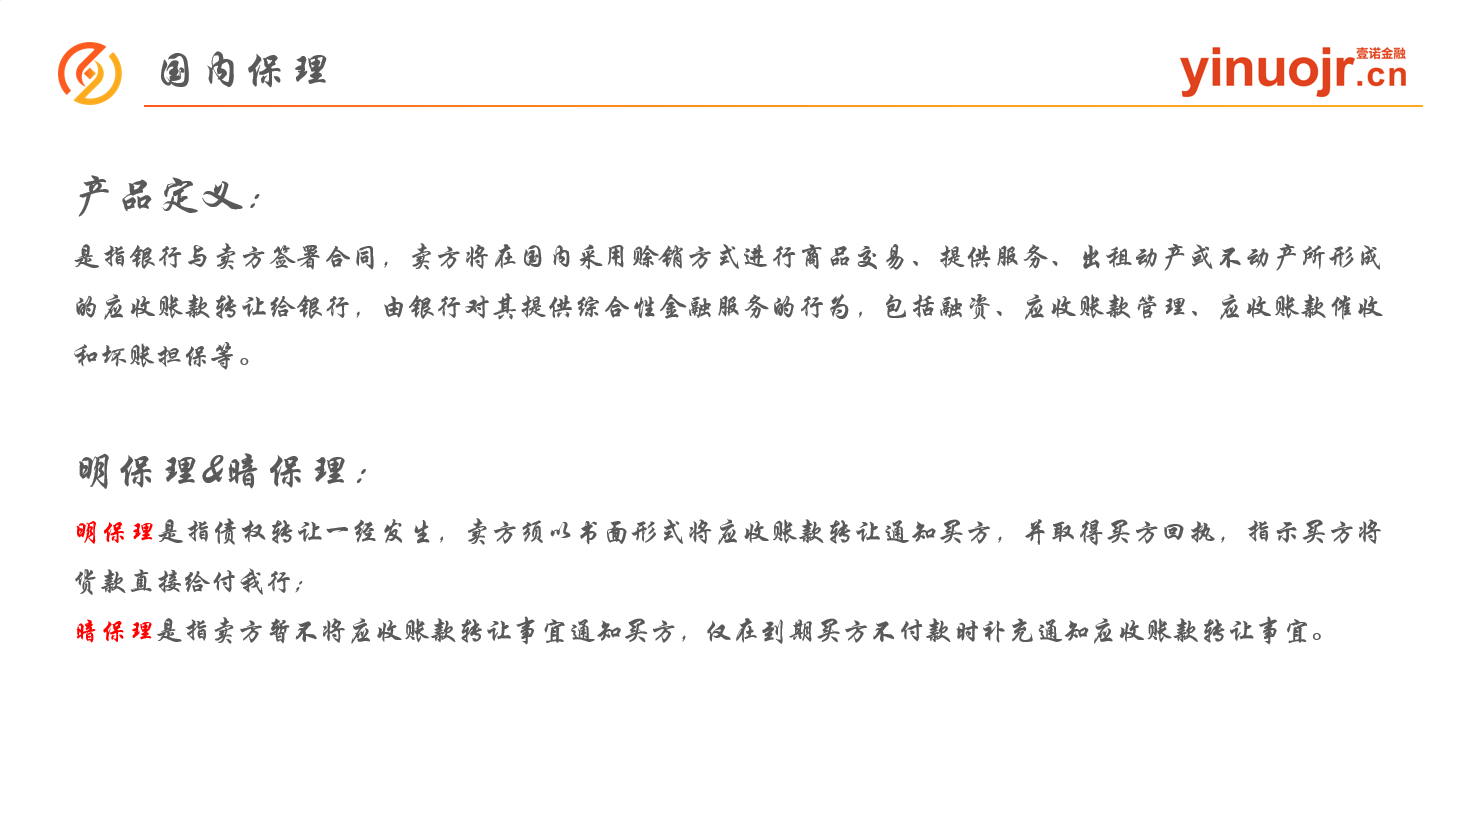 国内保理
壹诺金融
yinuojr.cn
产品定义：
是指银行与卖方签署合同，卖方将在国内采用赊销方式进行商品交易、提供服务、出租动产或不动产所形成
的应收账款转让给银行，由银行对其提供综合性金融服务的行为，包括融资、应收账款管理、应收账款催收
和坏账担保等。
明保理&暗保理：
明保理是指债权转让一经发生，卖方须以书面形式将应收账款转让通知买方，并取得买方回执，指示买方将
货款直接给付我行；
暗保理是指卖方暂不将应收账款转让事宜通知买方，仅在到期买方不付款时补充通知应收账款转让事宜。